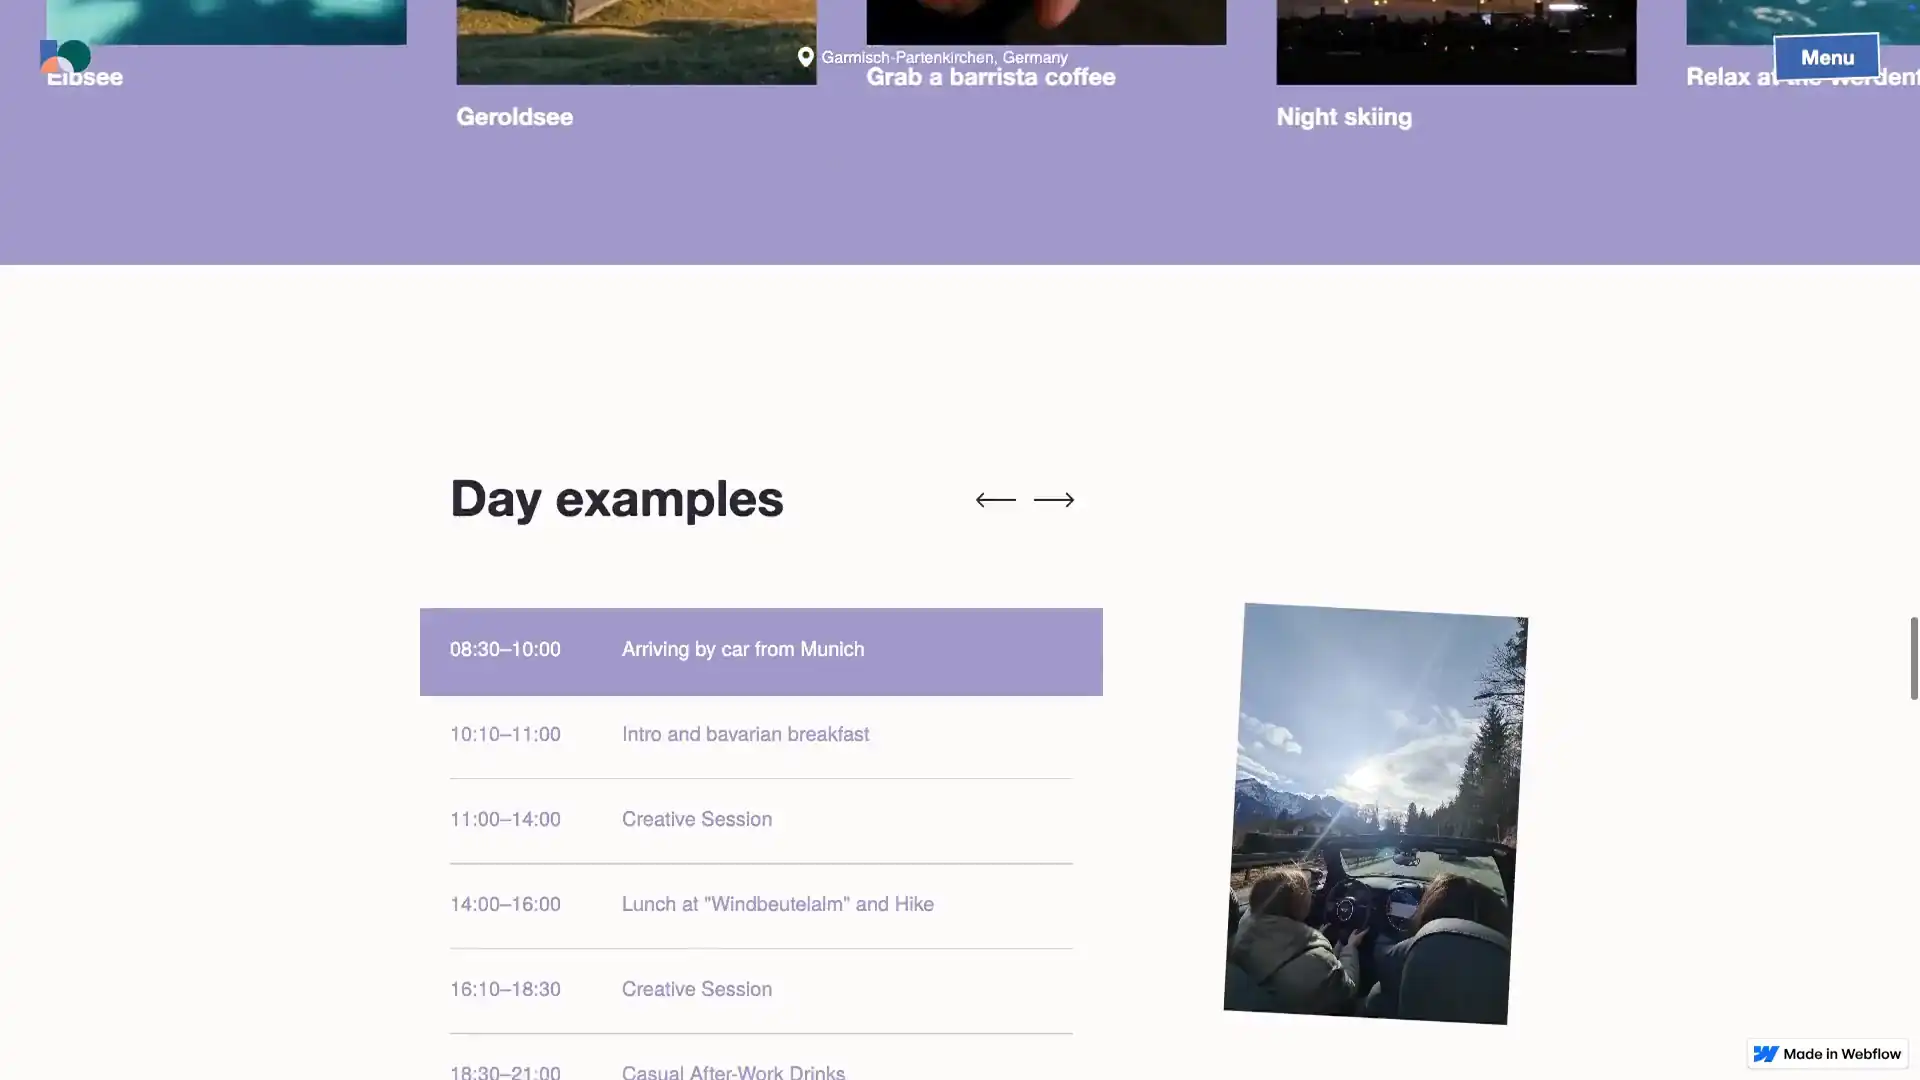 Garmisch-Partenkirchen, Germany
Menu
Eibsee
Grab a barrista coffee
Relax at the Werdenf
Geroldsee
Night skiing
Day examples
08:30–10:00 Arriving by car from Munich
10:10–11:00 Intro and bavarian breakfast
11:00–14:00 Creative Session
14:00–16:00 Lunch at "Windbeutelalm" and Hike
16:10–18:30 Creative Session
18:30–21:00 Casual After-Work Drinks
Made in Webflow